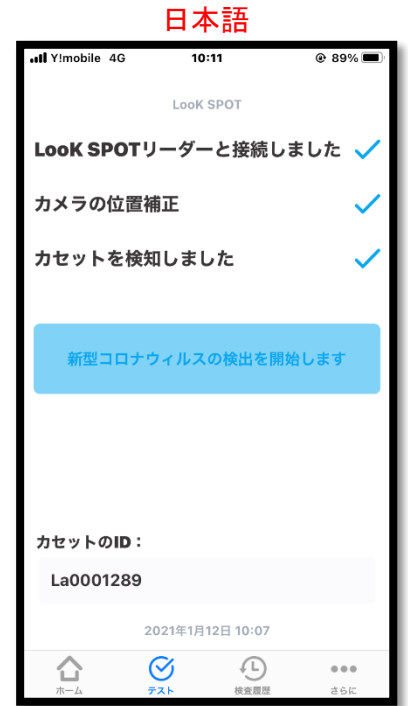 日本語
Y!mobile 4G 10:11 89%
LooK SPOT
LooK SPOTリーダーと接続しました
カメラの位置補正
カセットを検知しました
新型コロナウィルスの検出を開始します
カセットのID：
La0001289
2021年1月12日 10:07
ホーム テスト 検査履歴 さらに